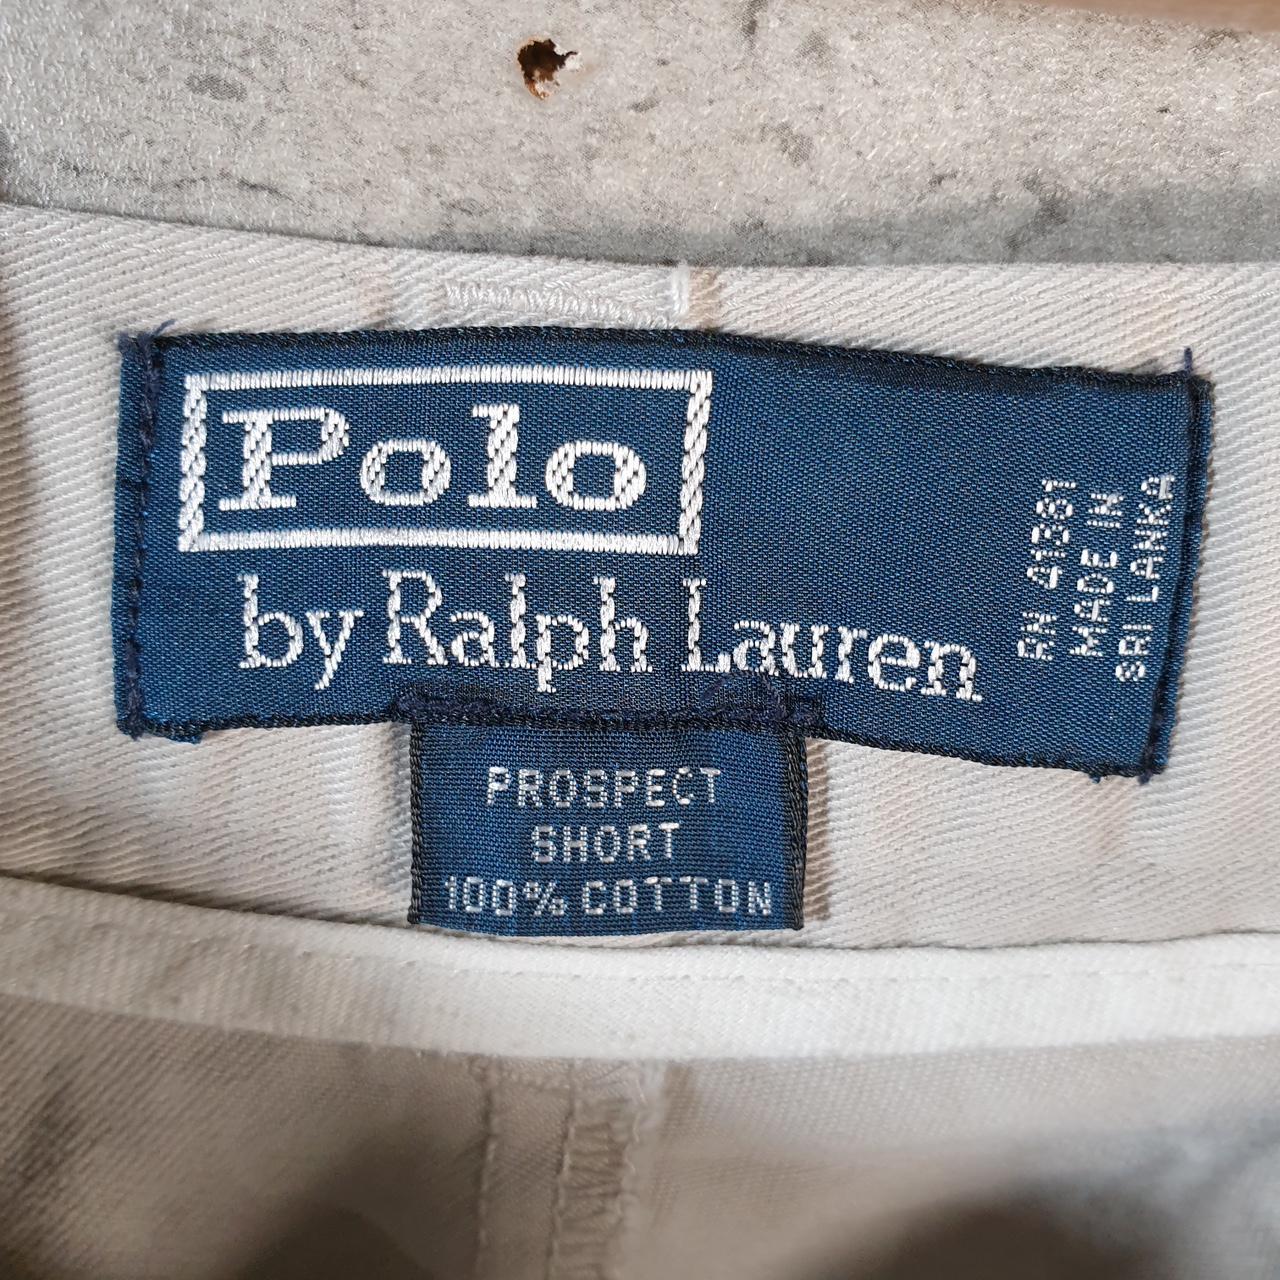 Polo
by Ralph Lauren
RN 41381
MADE IN
SRI LANKA
PROSPECT
SHORT
100% COTTON